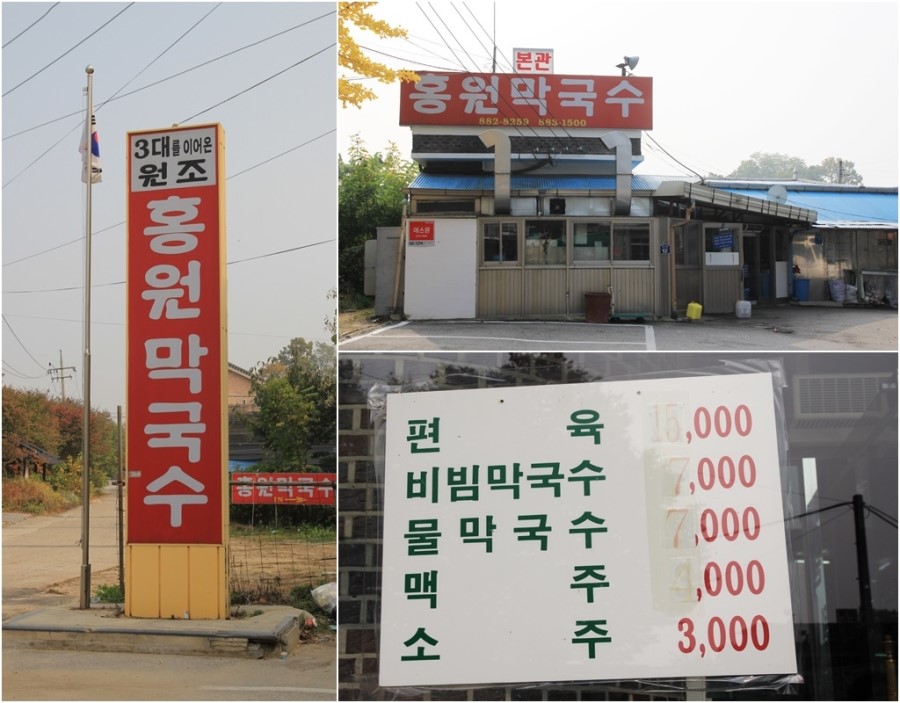 3대를 이어온
원조
홍원막국수
홍원막국수
본관
홍원막국수
882-8259 883-1500
편육 15,000
비빔막국수 7,000
물막국수 7,000
맥주 4,000
소주 3,000